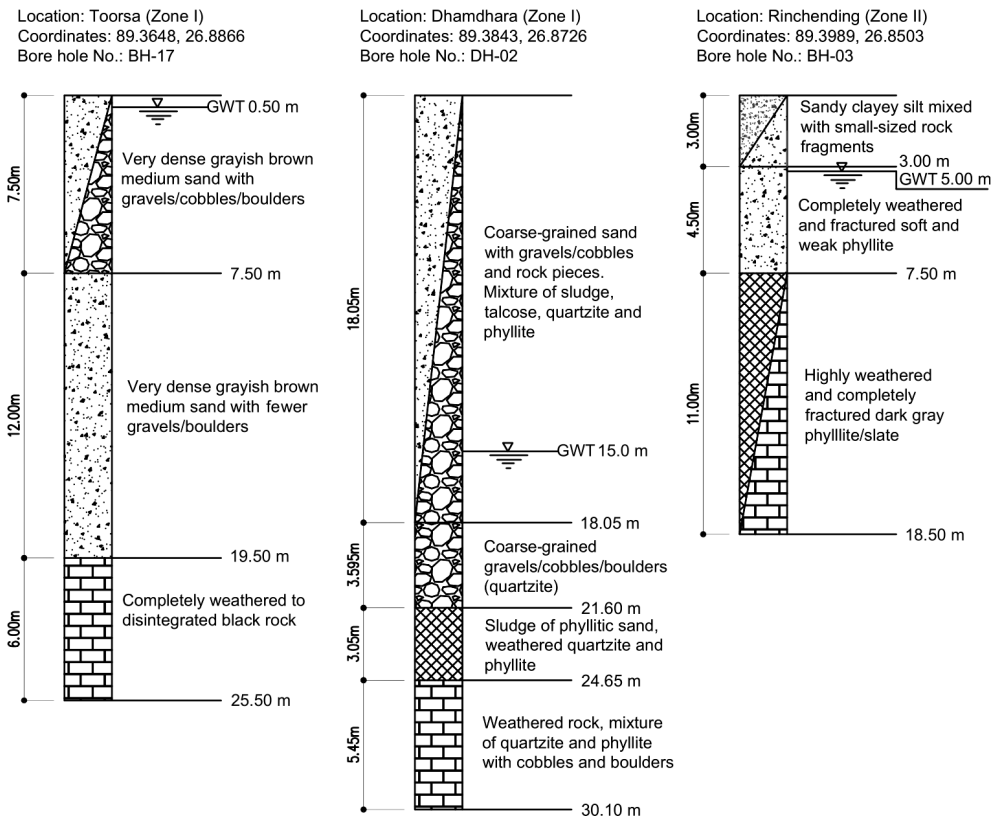 Location: Toorsa (Zone I)
Coordinates: 89.3648, 26.8866
Bore hole No.: BH-17
GWT 0.50 m
7.50m
Very dense grayish brown
medium sand with
gravels/cobbles/boulders
7.50 m
12.00m
Very dense grayish brown
medium sand with fewer
gravels/boulders
19.50 m
6.00m
Completely weathered to
disintegrated black rock
25.50 m
Location: Dhamdhara (Zone I)
Coordinates: 89.3843, 26.8726
Bore hole No.: DH-02
18.05m
Coarse-grained sand
with gravels/cobbles
and rock pieces.
Mixture of sludge,
talcose, quartzite and
phyllite
GWT 15.0 m
18.05 m
3.595m
Coarse-grained
gravels/cobbles/boulders
(quartzite)
21.60 m
3.05m
Sludge of phyllitic sand,
weathered quartzite and
phyllite
24.65 m
5.45m
Weathered rock, mixture
of quartzite and phyllite
with cobbles and boulders
30.10 m
Location: Rinchending (Zone II)
Coordinates: 89.3989, 26.8503
Bore hole No.: BH-03
3.00m
Sandy clayey silt mixed
with small-sized rock
fragments
3.00 m
GWT 5.00 m
4.50m
Completely weathered
and fractured soft and
weak phyllite
7.50 m
11.00m
Highly weathered
and completely
fractured dark gray
phylllite/slate
18.50 m